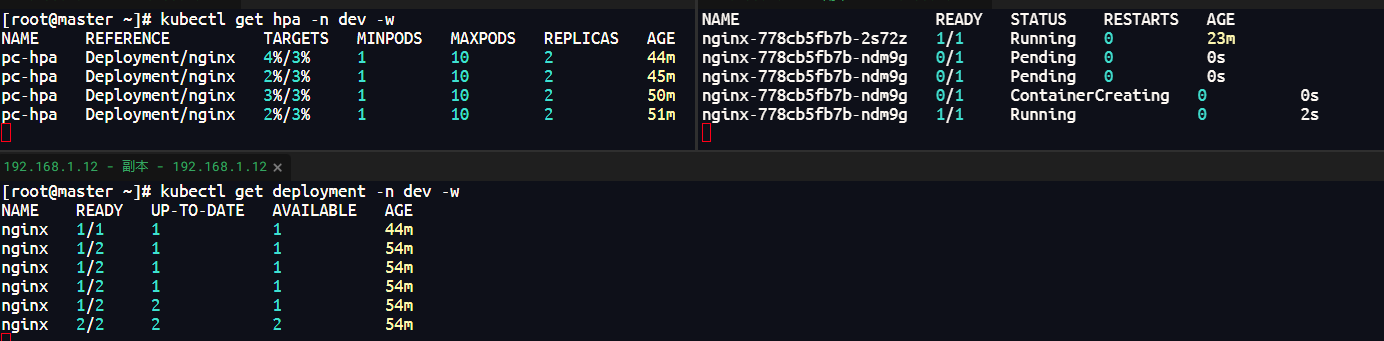 [root@master ~]# kubectl get hpa -n dev -w
NAME REFERENCE TARGETS MINPODS MAXPODS REPLICAS AGE
pc-hpa Deployment/nginx 4%/3% 1 10 2 44m
pc-hpa Deployment/nginx 2%/3% 1 10 2 45m
pc-hpa Deployment/nginx 3%/3% 1 10 2 50m
pc-hpa Deployment/nginx 2%/3% 1 10 2 51m
NAME READY STATUS RESTARTS AGE
nginx-778cb5fb7b-2s72z 1/1 Running 0 23m
nginx-778cb5fb7b-ndm9g 0/1 Pending 0 0s
nginx-778cb5fb7b-ndm9g 0/1 Pending 0 0s
nginx-778cb5fb7b-ndm9g 0/1 ContainerCreating 0 0s
nginx-778cb5fb7b-ndm9g 1/1 Running 0 2s
192.168.1.12 - 副本 - 192.168.1.12 ×
[root@master ~]# kubectl get deployment -n dev -w
NAME READY UP-TO-DATE AVAILABLE AGE
nginx 1/1 1 1 44m
nginx 1/2 1 1 54m
nginx 1/2 1 1 54m
nginx 1/2 1 1 54m
nginx 1/2 2 1 54m
nginx 2/2 2 2 54m